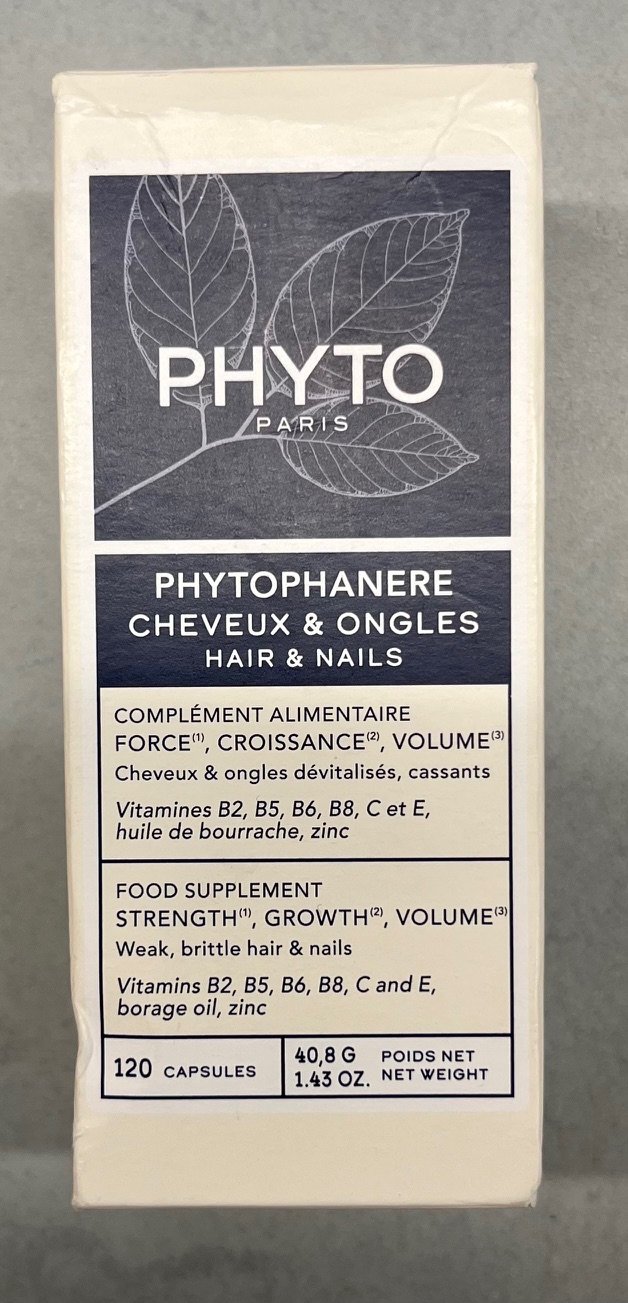 PHYTO
PARIS
PHYTOPHANERE
CHEVEUX & ONGLES
HAIR & NAILS
COMPLÉMENT ALIMENTAIRE
FORCE⁽¹⁾, CROISSANCE⁽²⁾, VOLUME⁽³⁾
Cheveux & ongles dévitalisés, cassants
Vitamines B2, B5, B6, B8, C et E,
huile de bourrache, zinc
FOOD SUPPLEMENT
STRENGTH⁽¹⁾, GROWTH⁽²⁾, VOLUME⁽³⁾
Weak, brittle hair & nails
Vitamins B2, B5, B6, B8, C and E,
borage oil, zinc
120 CAPSULES
40,8 G POIDS NET
1.43 OZ. NET WEIGHT